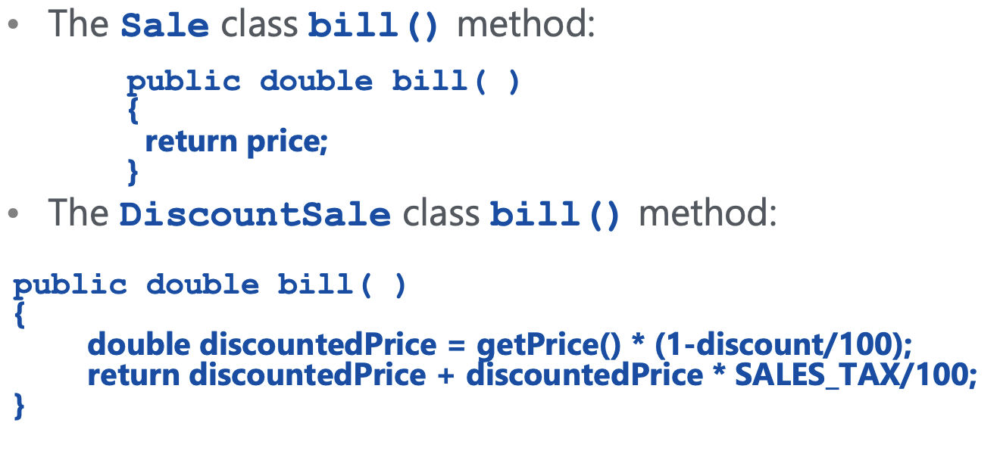 • The Sale class bill() method:
public double bill( )
{
return price;
}
• The DiscountSale class bill() method:
public double bill( )
{
double discountedPrice = getPrice() * (1-discount/100);
return discountedPrice + discountedPrice * SALES_TAX/100;
}